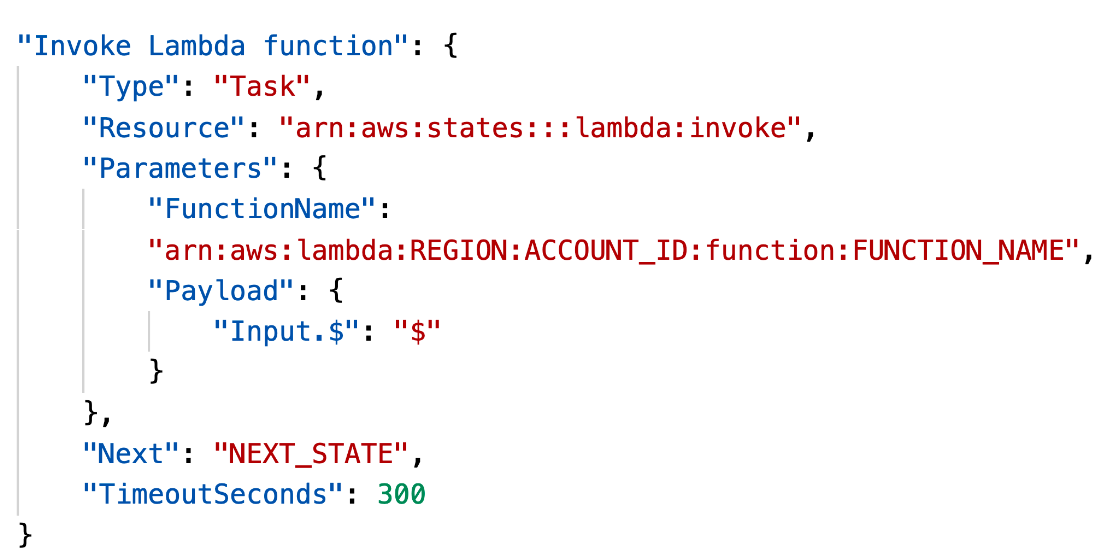 "Invoke Lambda function": {
    "Type": "Task",
    "Resource": "arn:aws:states:::lambda:invoke",
    "Parameters": {
        "FunctionName":
        "arn:aws:lambda:REGION:ACCOUNT_ID:function:FUNCTION_NAME",
        "Payload": {
            "Input.$": "$"
        }
    },
    "Next": "NEXT_STATE",
    "TimeoutSeconds": 300
}